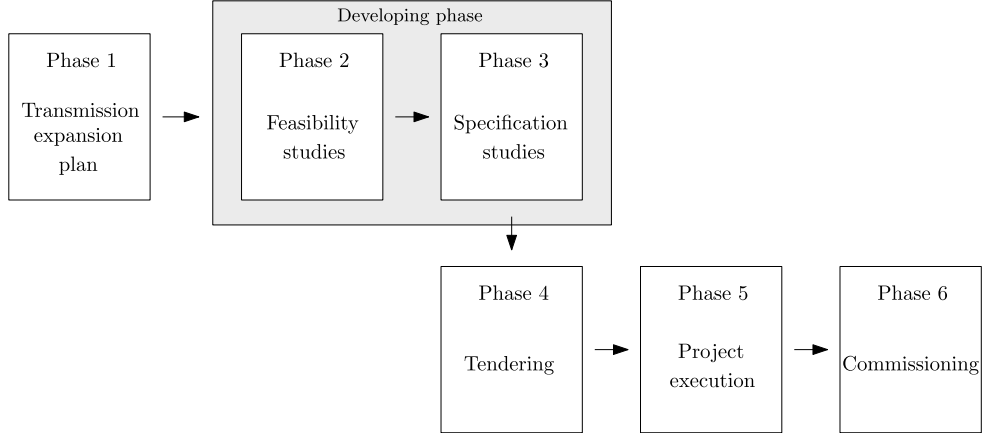 Developing phase
Phase 1
Transmission
expansion
plan
Phase 2
Feasibility
studies
Phase 3
Specification
studies
Phase 4
Tendering
Phase 5
Project
execution
Phase 6
Commissioning